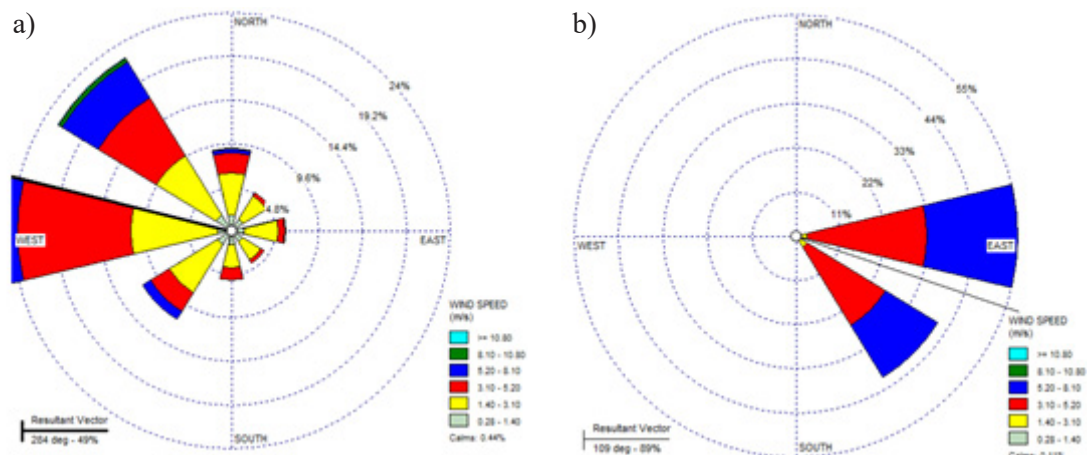 a)
NORTH
24%
19.2%
14.4%
9.6%
4.8%
WEST
EAST
WIND SPEED
(m/s)
>= 10.80
8.10 - 10.80
5.20 - 8.10
3.10 - 5.20
1.40 - 3.10
0.28 - 1.40
Calms: 0.44%
Resultant Vector
284 deg - 49%
SOUTH
b)
NORTH
55%
44%
33%
22%
11%
WEST
EAST
WIND SPEED
(m/s)
>= 10.80
8.10 - 10.80
5.20 - 8.10
3.10 - 5.20
1.40 - 3.10
0.28 - 1.40
Resultant Vector
109 deg - 89%
SOUTH